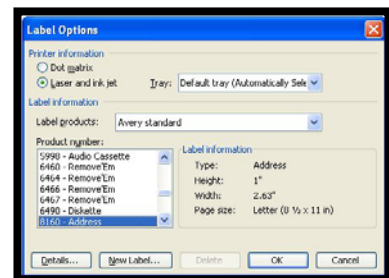 Label Options
Printer information
Dot matrix
Laser and ink jet
Tray: Default tray (Automatically Sele
Label information
Label products: Avery standard
Product number:
5998 - Audio Cassette
6460 - Remove'Em
6464 - Remove'Em
6466 - Remove'Em
6467 - Remove'Em
6490 - Diskette
8160 - Address
Label information
Type: Address
Height: 1"
Width: 2.63"
Page size: Letter (8 ½ x 11 in)
Details... New Label... Delete OK Cancel